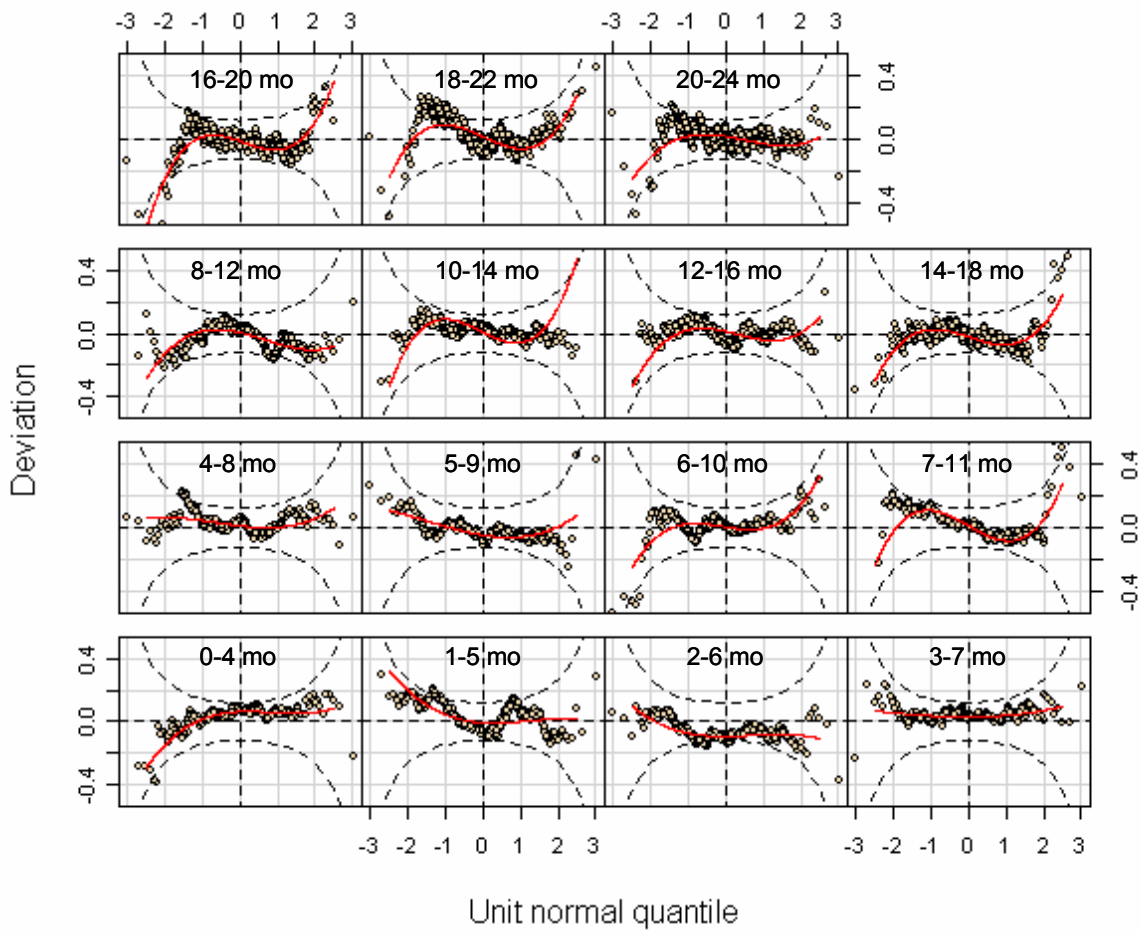 -3 -2 -1 0 1 2 3 -3 -2 -1 0 1 2 3
16-20 mo 18-22 mo 20-24 mo
0.4
0.0
-0.4
8-12 mo 10-14 mo 12-16 mo 14-18 mo
0.4
0.0
-0.4
Deviation
4-8 mo 5-9 mo 6-10 mo 7-11 mo
0.4
0.0
-0.4
0-4 mo 1-5 mo 2-6 mo 3-7 mo
0.4
0.0
-0.4
-3 -2 -1 0 1 2 3 -3 -2 -1 0 1 2 3
Unit normal quantile